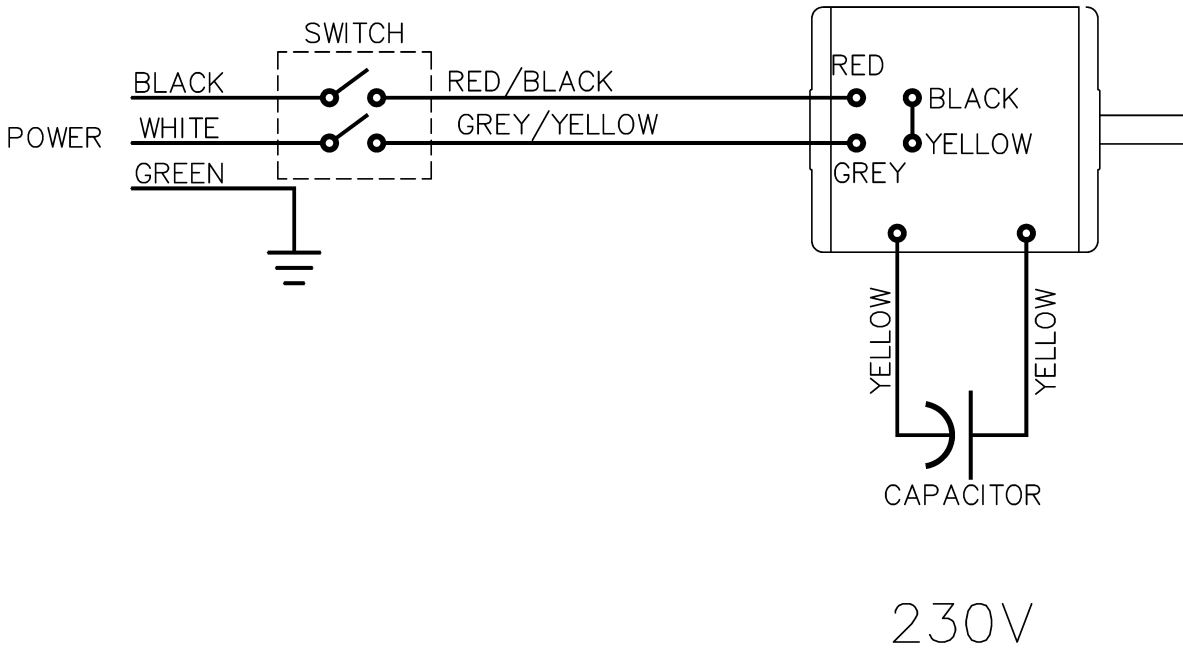 SWITCH
RED
BLACK
RED/BLACK
BLACK
POWER
WHITE
GREY/YELLOW
YELLOW
GREEN
GREY
YELLOW
YELLOW
CAPACITOR
230V